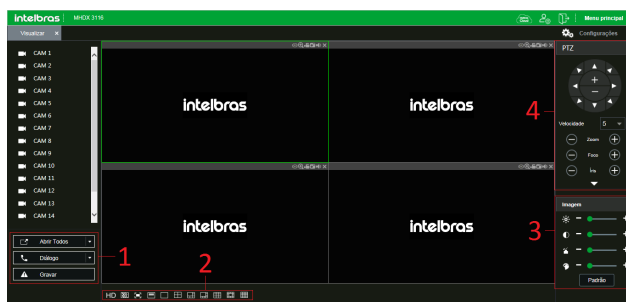 intelbras MHDX 3116 Menu principal
Visualizar × Configurações
PTZ
CAM 1
CAM 2
CAM 3
CAM 4
CAM 5
CAM 6
CAM 7
CAM 8
CAM 9
CAM 10
CAM 11
CAM 12
CAM 13
CAM 14
intelbras intelbras
4
Velocidade 5
Zoom
Foco
Íris
intelbras intelbras
Imagem
3
Padrão
Abrir Todos
Diálogo
Gravar
1
2
HD